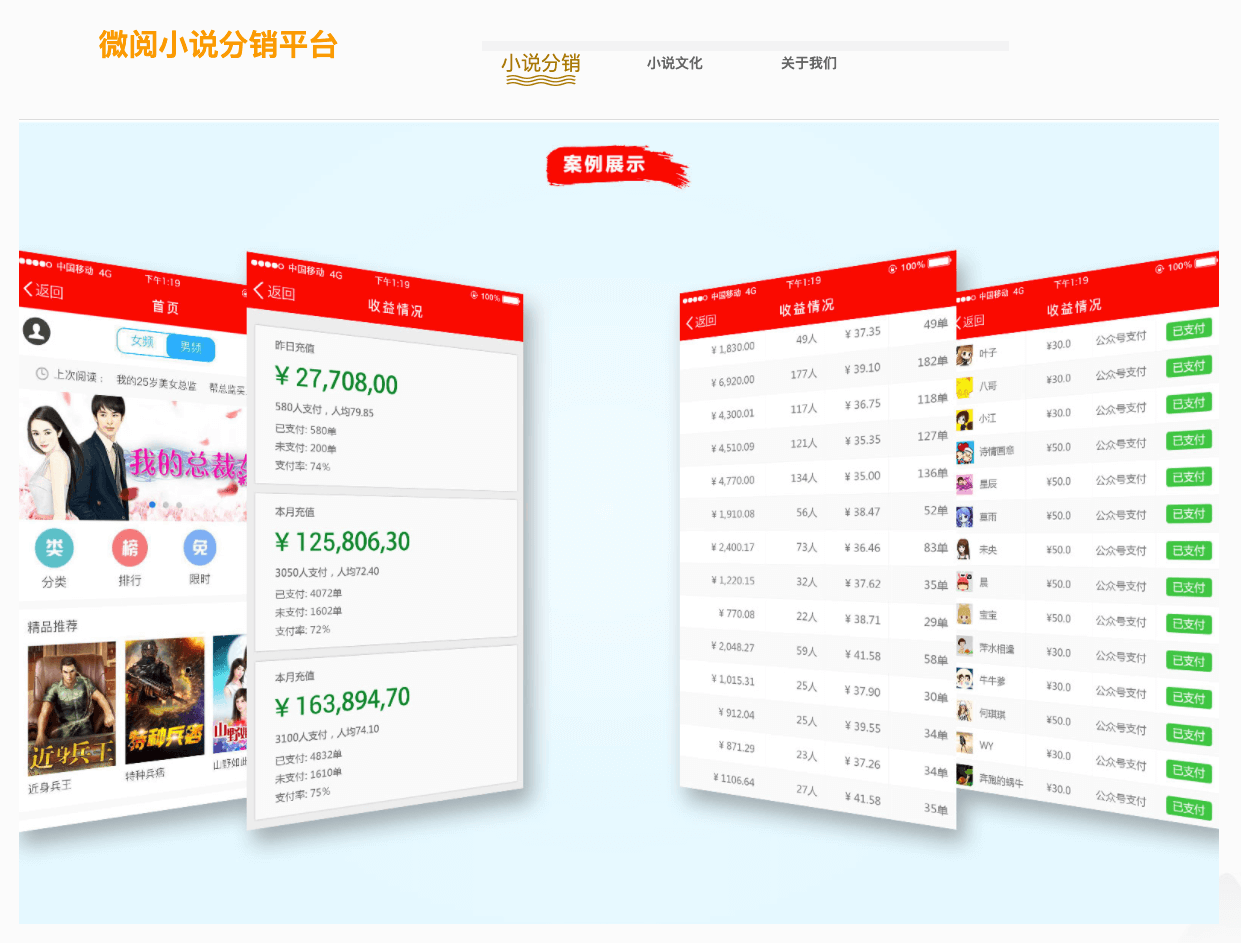 微阅小说分销平台
小说分销
小说文化
关于我们
案例展示
中国移动 4G
下午1:19
返回
首页
女频
男频
上次阅读：
我的25岁美女总监
帮总监买
我的总裁
类
榜
免
分类
排行
限时
精品推荐
近身兵王
特种兵痞
近身兵王
特种兵痞
山野如此
中国移动 4G
下午1:19
100%
返回
收益情况
昨日充值
¥ 27,708,00
580人支付，人均79.85
已支付: 580单
未支付: 200单
支付率: 74%
本月充值
¥ 125,806,30
3050人支付，人均72.40
已支付: 4072单
未支付: 1602单
支付率: 72%
本月充值
¥ 163,894,70
3100人支付，人均74.10
已支付: 4832单
未支付: 1610单
支付率: 75%
中国移动 4G
下午1:19
100%
返回
收益情况
¥ 1,830.00 49人 ¥ 37.35 49单
¥ 6,920.00 177人 ¥ 39.10 182单
¥ 4,300.01 117人 ¥ 36.75 118单
¥ 4,510.09 121人 ¥ 35.35 127单
¥ 4,770.00 134人 ¥ 35.00 136单
¥ 1,910.08 56人 ¥ 38.47 52单
¥ 2,400.17 73人 ¥ 36.46 83单
¥ 1,220.15 32人 ¥ 37.62 35单
¥ 770.08 22人 ¥ 38.71 29单
¥ 2,048.27 59人 ¥ 41.58 58单
¥ 1,015.31 25人 ¥ 37.90 30单
¥ 912.04 25人 ¥ 39.55 34单
¥ 871.29 23人 ¥ 37.26 34单
¥ 1106.64 27人 ¥ 41.58 35单
中国移动 4G
下午1:19
100%
返回
收益情况
叶子 ¥30.0 公众号支付 已支付
八哥 ¥30.0 公众号支付 已支付
小江 ¥30.0 公众号支付 已支付
诗情画意 ¥50.0 公众号支付 已支付
星辰 ¥50.0 公众号支付 已支付
¥50.0 公众号支付 已支付
未央 ¥50.0 公众号支付 已支付
晨 ¥50.0 公众号支付 已支付
宝宝 ¥50.0 公众号支付 已支付
萍水相逢 ¥30.0 公众号支付 已支付
牛牛爹 ¥30.0 公众号支付 已支付
何琪琪 ¥50.0 公众号支付 已支付
WY ¥30.0 公众号支付 已支付
奔跑的蜗牛 ¥30.0 公众号支付 已支付